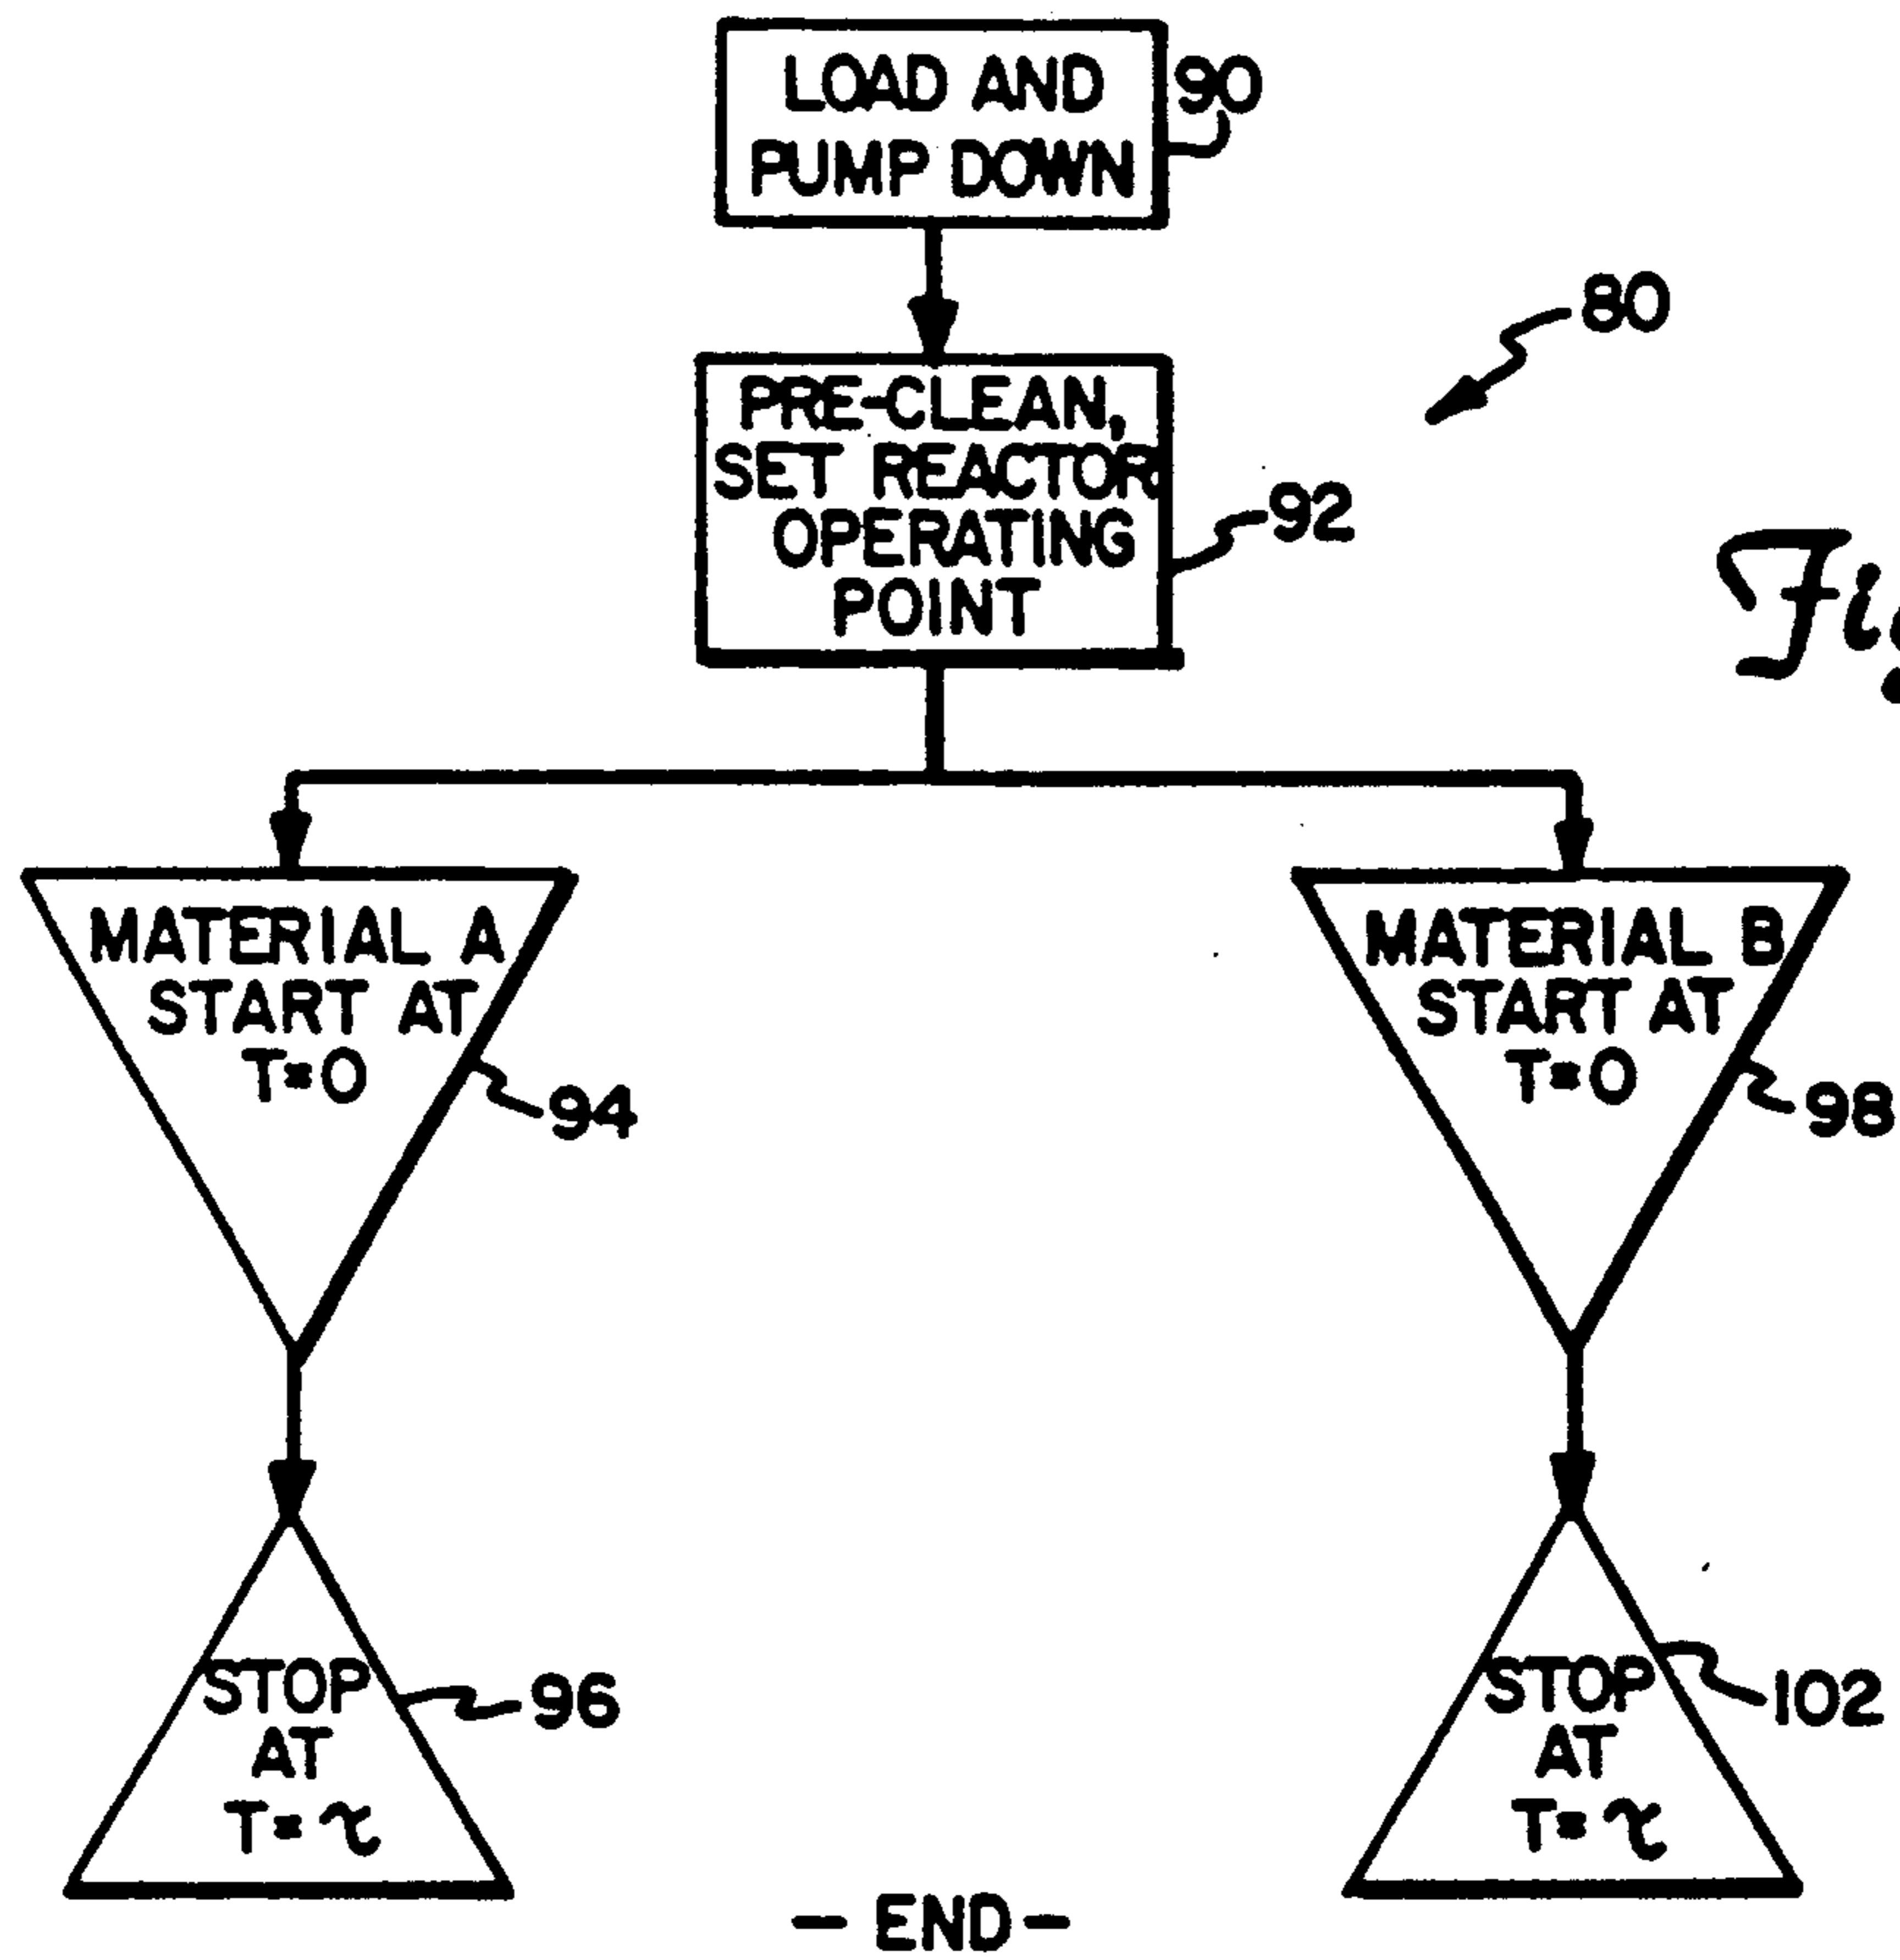 LOAD AND
PUMP DOWN
90
80
PRE-CLEAN,
SET REACTOR
OPERATING
POINT
92
MATERIAL A
START AT
T=0
94
MATERIAL B
START AT
T=0
98
STOP
AT
T=τ
96
STOP
AT
T=τ
102
- END -